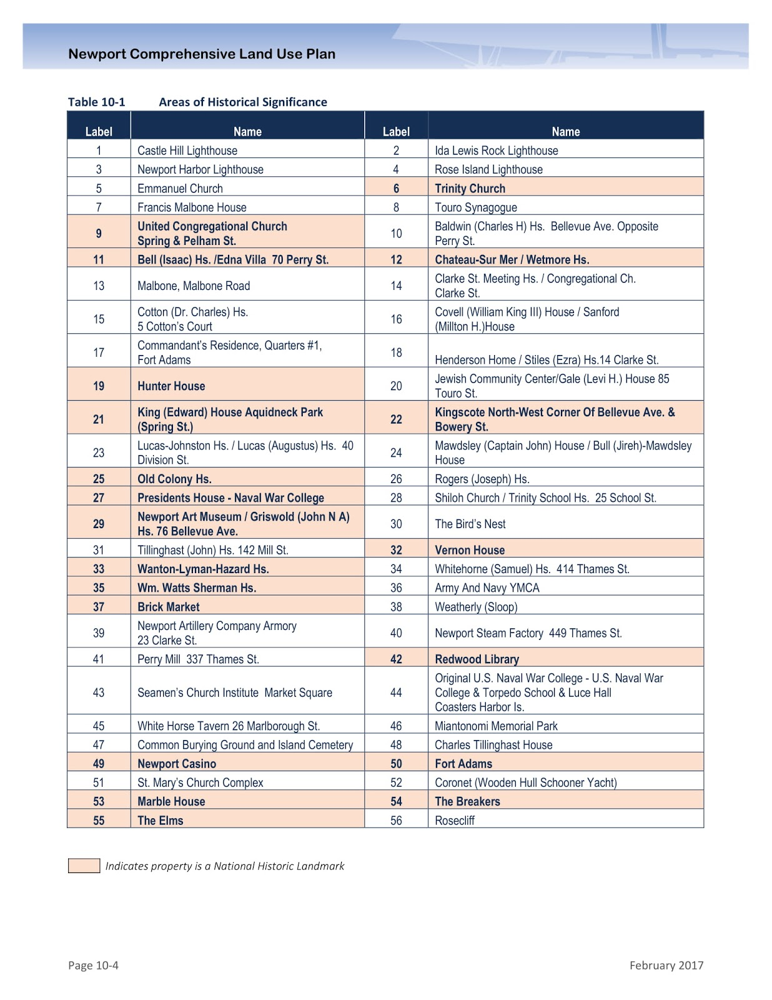 Newport Comprehensive Land Use Plan
Table 10-1 Areas of Historical Significance
Label Name Label Name
1 Castle Hill Lighthouse 2 Ida Lewis Rock Lighthouse
3 Newport Harbor Lighthouse 4 Rose Island Lighthouse
5 Emmanuel Church 6 Trinity Church
7 Francis Malbone House 8 Touro Synagogue
9 United Congregational Church
Spring & Pelham St.
10 Baldwin (Charles H) Hs. Bellevue Ave. Opposite
Perry St.
11 Bell (Isaac) Hs. /Edna Villa 70 Perry St. 12 Chateau-Sur Mer / Wetmore Hs.
13 Malbone, Malbone Road 14 Clarke St. Meeting Hs. / Congregational Ch.
Clarke St.
15 Cotton (Dr. Charles) Hs.
5 Cotton's Court
16 Covell (William King III) House / Sanford
(Millton H.)House
17 Commandant's Residence, Quarters #1,
Fort Adams
18 Henderson Home / Stiles (Ezra) Hs.14 Clarke St.
19 Hunter House 20 Jewish Community Center/Gale (Levi H.) House 85
Touro St.
21 King (Edward) House Aquidneck Park
(Spring St.)
22 Kingscote North-West Corner Of Bellevue Ave. &
Bowery St.
23 Lucas-Johnston Hs. / Lucas (Augustus) Hs. 40
Division St.
24 Mawdsley (Captain John) House / Bull (Jireh)-Mawdsley
House
25 Old Colony Hs. 26 Rogers (Joseph) Hs.
27 Presidents House - Naval War College 28 Shiloh Church / Trinity School Hs. 25 School St.
29 Newport Art Museum / Griswold (John N A)
Hs. 76 Bellevue Ave.
30 The Bird's Nest
31 Tillinghast (John) Hs. 142 Mill St. 32 Vernon House
33 Wanton-Lyman-Hazard Hs. 34 Whitehorne (Samuel) Hs. 414 Thames St.
35 Wm. Watts Sherman Hs. 36 Army And Navy YMCA
37 Brick Market 38 Weatherly (Sloop)
39 Newport Artillery Company Armory
23 Clarke St.
40 Newport Steam Factory 449 Thames St.
41 Perry Mill 337 Thames St. 42 Redwood Library
43 Seamen's Church Institute Market Square 44 Original U.S. Naval War College - U.S. Naval War
College & Torpedo School & Luce Hall
Coasters Harbor Is.
45 White Horse Tavern 26 Marlborough St. 46 Miantonomi Memorial Park
47 Common Burying Ground and Island Cemetery 48 Charles Tillinghast House
49 Newport Casino 50 Fort Adams
51 St. Mary's Church Complex 52 Coronet (Wooden Hull Schooner Yacht)
53 Marble House 54 The Breakers
55 The Elms 56 Rosecliff
Indicates property is a National Historic Landmark
Page 10-4 February 2017